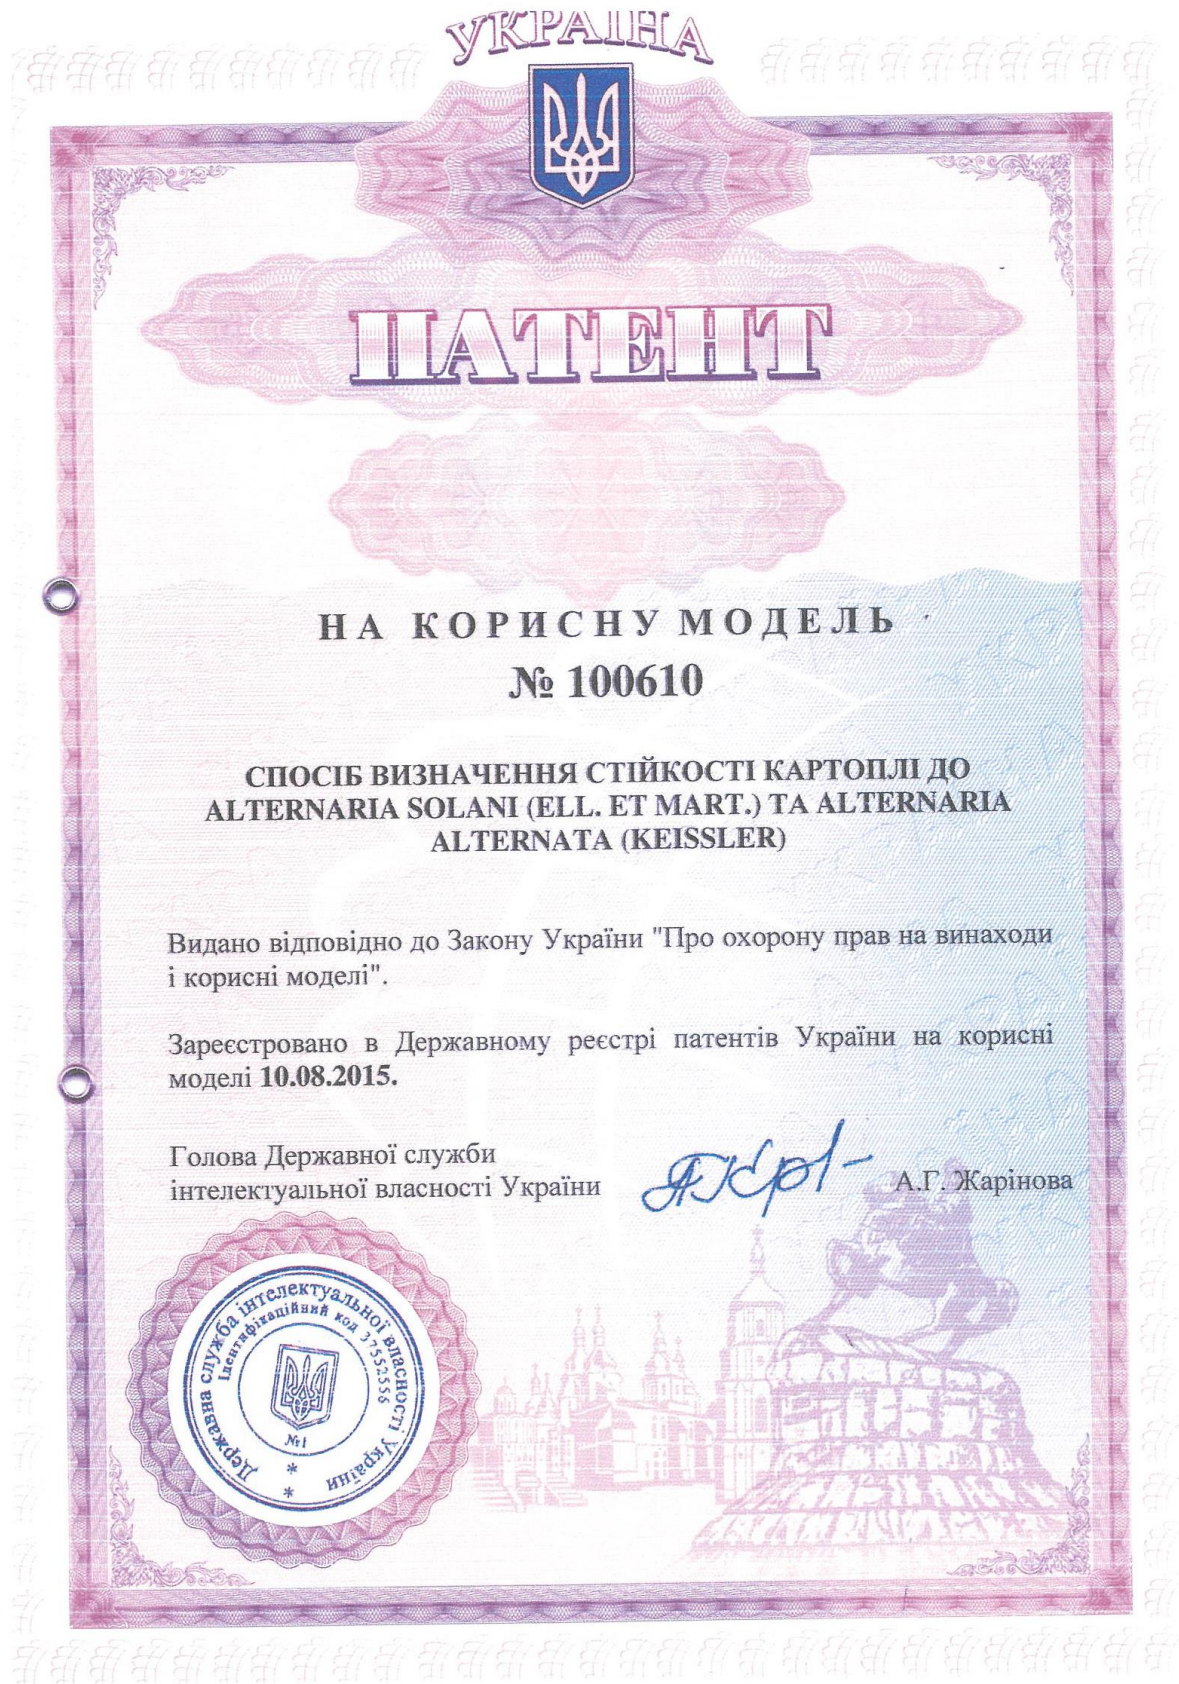 УКРАЇНА
ПАТЕНТ
НА КОРИСНУ МОДЕЛЬ
№ 100610
СПОСІБ ВИЗНАЧЕННЯ СТІЙКОСТІ КАРТОПЛІ ДО
ALTERNARIA SOLANI (ELL. ET MART.) ТА ALTERNARIA
ALTERNATA (KEISSLER)
Видано відповідно до Закону України "Про охорону прав на винаходи
і корисні моделі".
Зареєстровано в Державному реєстрі патентів України на корисні
моделі 10.08.2015.
Голова Державної служби
інтелектуальної власності України
А.Г. Жарінова
Державна служба інтелектуальної власності України
Ідентифікаційний код 37552556
№1